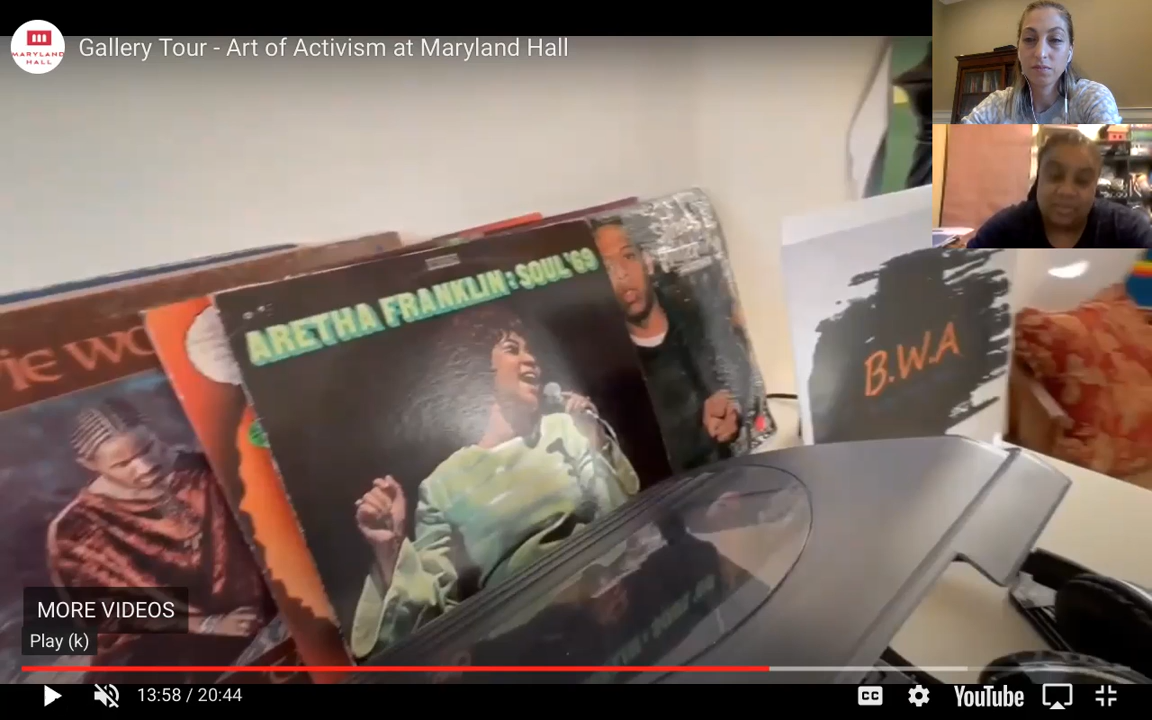 MARYLAND
HALL
Gallery Tour - Art of Activism at Maryland Hall
ARETHA FRANKLIN: SOUL '69
B.W.A
MORE VIDEOS
Play (k)
13:58 / 20:44
CC
YouTube